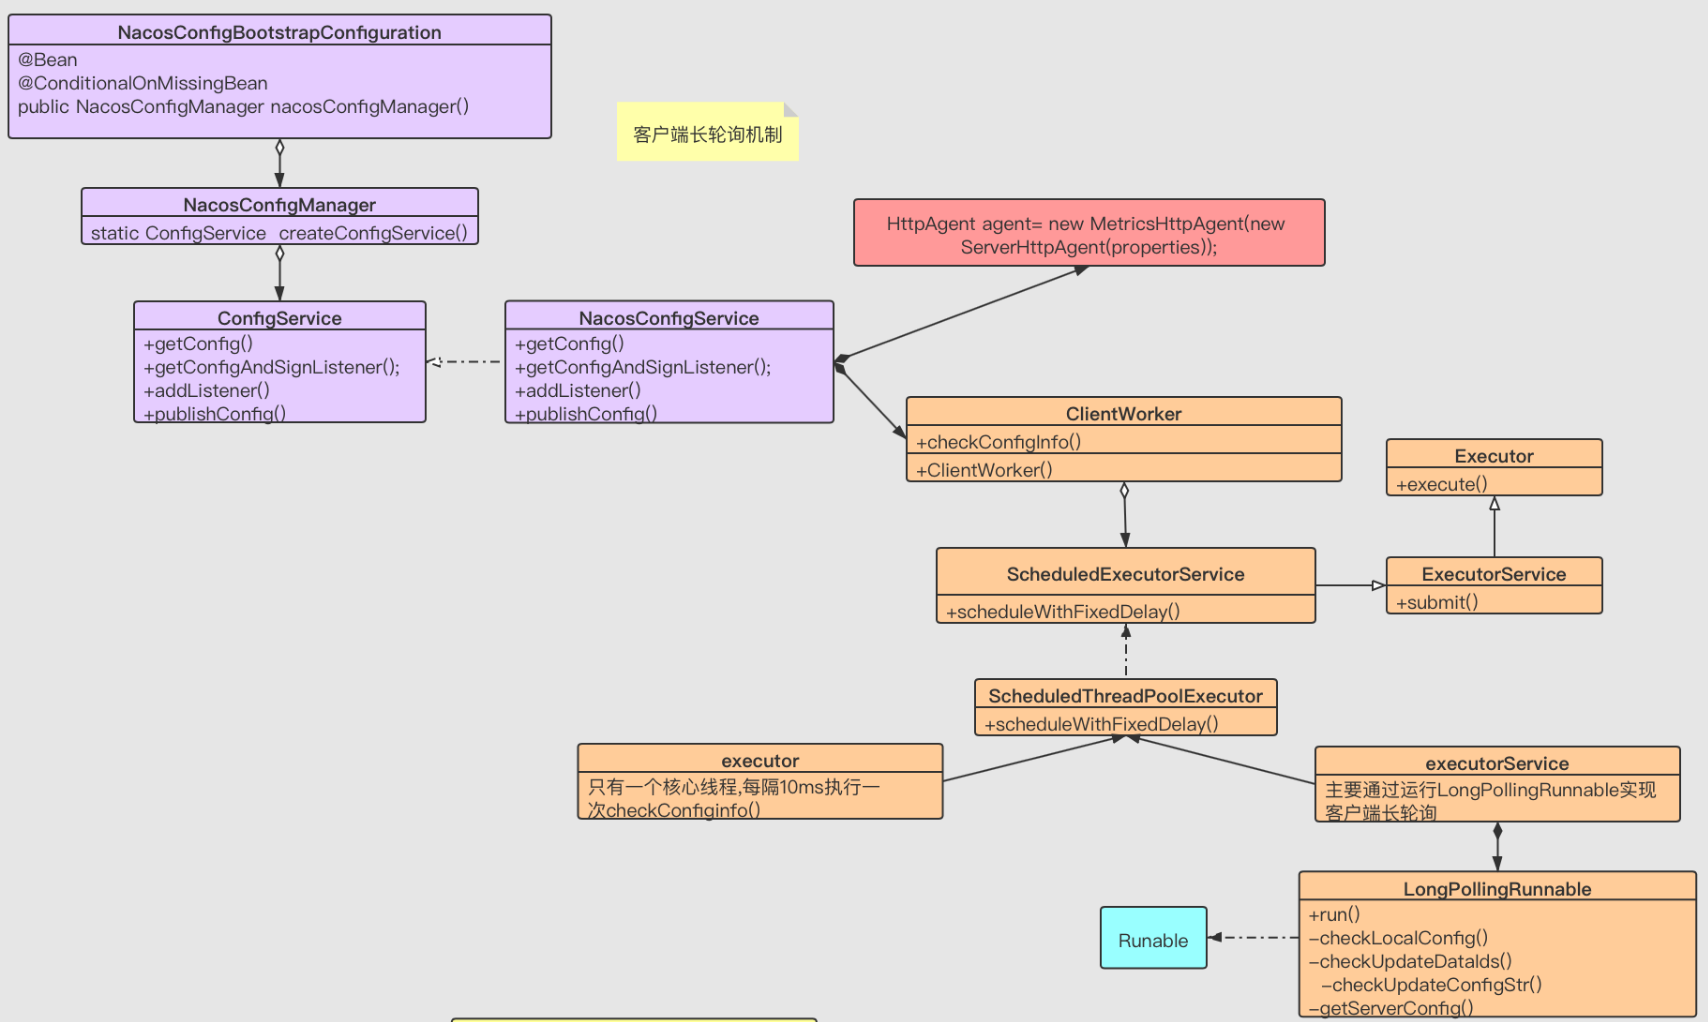 NacosConfigBootstrapConfiguration
@Bean
@ConditionalOnMissingBean
public NacosConfigManager nacosConfigManager()
客户端长轮询机制
NacosConfigManager
static ConfigService createConfigService()
HttpAgent agent= new MetricsHttpAgent(new
ServerHttpAgent(properties));
ConfigService
+getConfig()
+getConfigAndSignListener();
+addListener()
+publishConfig()
NacosConfigService
+getConfig()
+getConfigAndSignListener();
+addListener()
+publishConfig()
ClientWorker
+checkConfigInfo()
+ClientWorker()
Executor
+execute()
ScheduledExecutorService
+scheduleWithFixedDelay()
ExecutorService
+submit()
ScheduledThreadPoolExecutor
+scheduleWithFixedDelay()
executor
只有一个核心线程,每隔10ms执行一
次checkConfiginfo()
executorService
主要通过运行LongPollingRunnable实现
客户端长轮询
LongPollingRunnable
+run()
-checkLocalConfig()
-checkUpdateDataIds()
-checkUpdateConfigStr()
-getServerConfig()
Runable